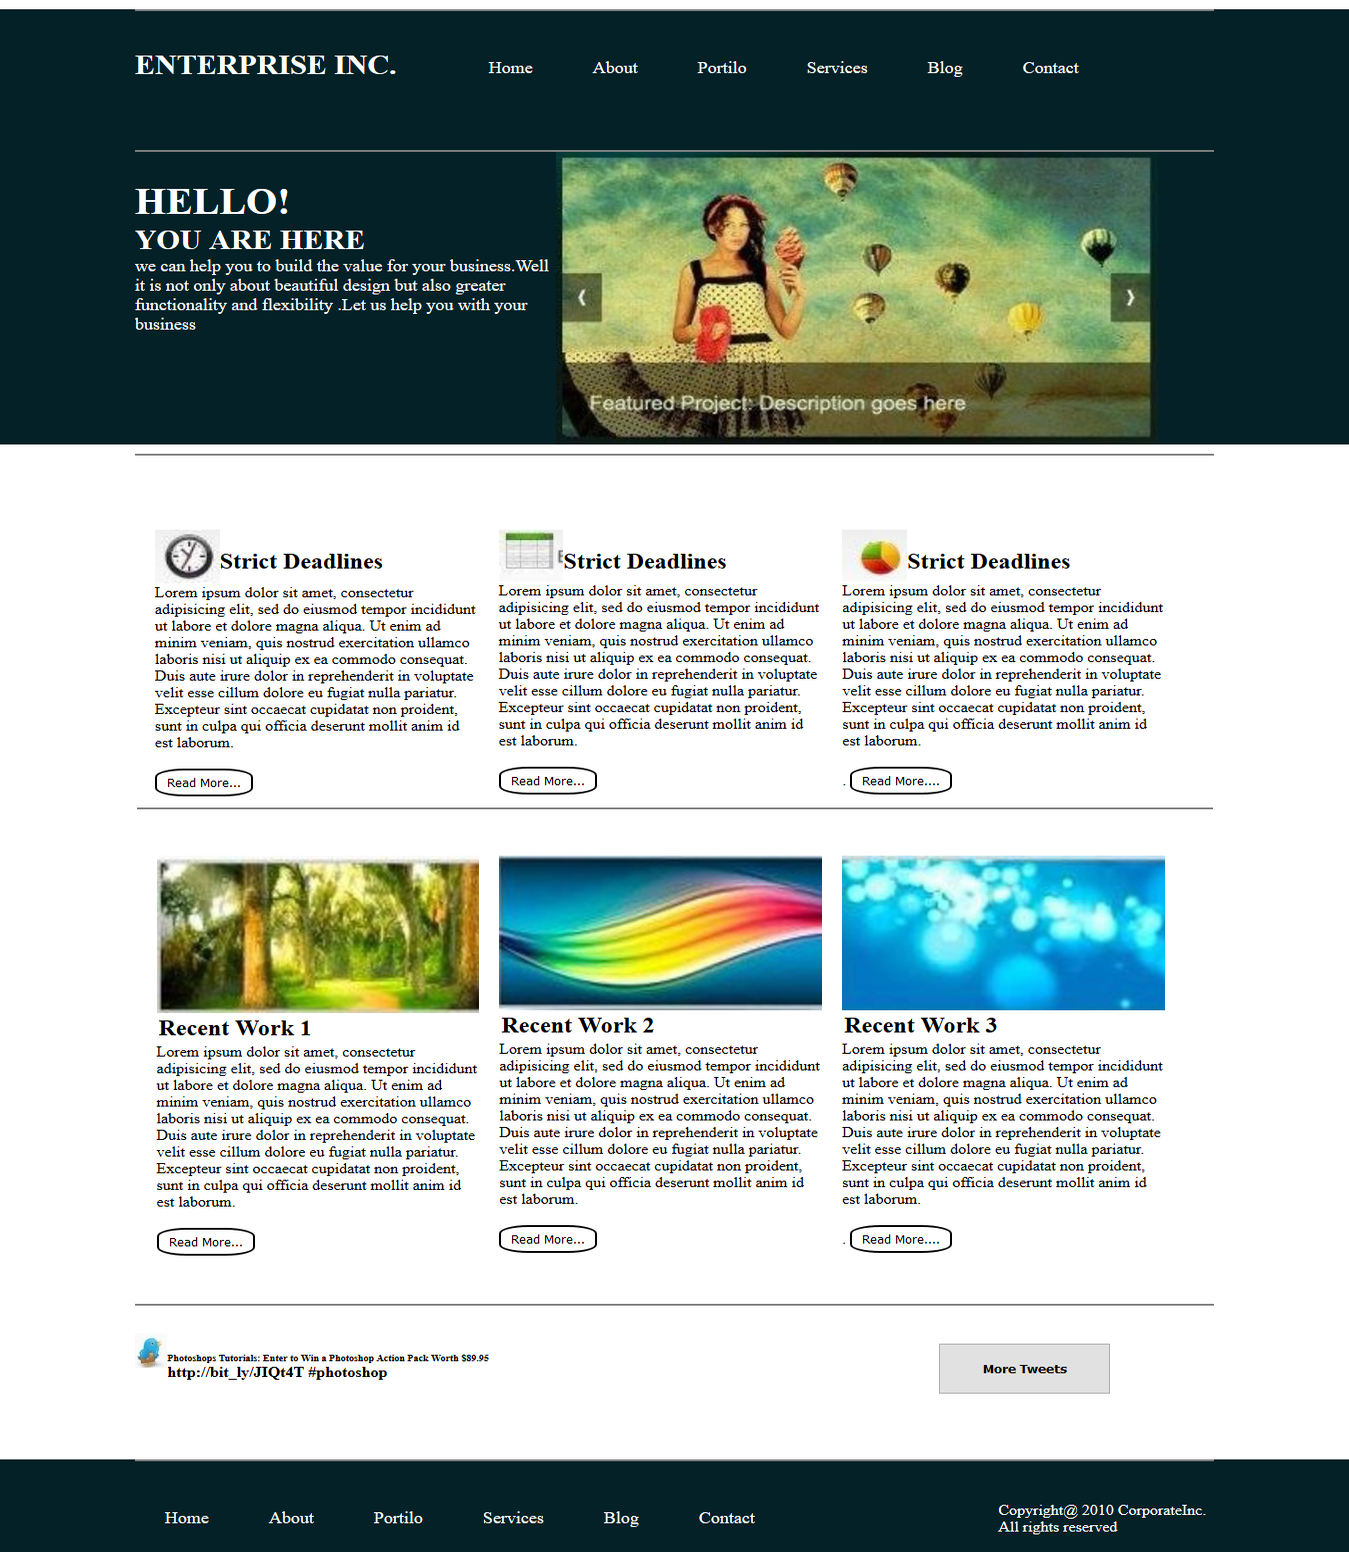 ENTERPRISE INC.
Home About Portilo Services Blog Contact
HELLO!
YOU ARE HERE
we can help you to build the value for your business.Well
it is not only about beautiful design but also greater
functionality and flexibility .Let us help you with your
business
Featured Project: Description goes here
Strict Deadlines
Lorem ipsum dolor sit amet, consectetur
adipisicing elit, sed do eiusmod tempor incididunt
ut labore et dolore magna aliqua. Ut enim ad
minim veniam, quis nostrud exercitation ullamco
laboris nisi ut aliquip ex ea commodo consequat.
Duis aute irure dolor in reprehenderit in voluptate
velit esse cillum dolore eu fugiat nulla pariatur.
Excepteur sint occaecat cupidatat non proident,
sunt in culpa qui officia deserunt mollit anim id
est laborum.
Read More...
Strict Deadlines
Lorem ipsum dolor sit amet, consectetur
adipisicing elit, sed do eiusmod tempor incididunt
ut labore et dolore magna aliqua. Ut enim ad
minim veniam, quis nostrud exercitation ullamco
laboris nisi ut aliquip ex ea commodo consequat.
Duis aute irure dolor in reprehenderit in voluptate
velit esse cillum dolore eu fugiat nulla pariatur.
Excepteur sint occaecat cupidatat non proident,
sunt in culpa qui officia deserunt mollit anim id
est laborum.
Read More...
Strict Deadlines
Lorem ipsum dolor sit amet, consectetur
adipisicing elit, sed do eiusmod tempor incididunt
ut labore et dolore magna aliqua. Ut enim ad
minim veniam, quis nostrud exercitation ullamco
laboris nisi ut aliquip ex ea commodo consequat.
Duis aute irure dolor in reprehenderit in voluptate
velit esse cillum dolore eu fugiat nulla pariatur.
Excepteur sint occaecat cupidatat non proident,
sunt in culpa qui officia deserunt mollit anim id
est laborum.
. Read More....
Recent Work 1
Lorem ipsum dolor sit amet, consectetur
adipisicing elit, sed do eiusmod tempor incididunt
ut labore et dolore magna aliqua. Ut enim ad
minim veniam, quis nostrud exercitation ullamco
laboris nisi ut aliquip ex ea commodo consequat.
Duis aute irure dolor in reprehenderit in voluptate
velit esse cillum dolore eu fugiat nulla pariatur.
Excepteur sint occaecat cupidatat non proident,
sunt in culpa qui officia deserunt mollit anim id
est laborum.
Read More...
Recent Work 2
Lorem ipsum dolor sit amet, consectetur
adipisicing elit, sed do eiusmod tempor incididunt
ut labore et dolore magna aliqua. Ut enim ad
minim veniam, quis nostrud exercitation ullamco
laboris nisi ut aliquip ex ea commodo consequat.
Duis aute irure dolor in reprehenderit in voluptate
velit esse cillum dolore eu fugiat nulla pariatur.
Excepteur sint occaecat cupidatat non proident,
sunt in culpa qui officia deserunt mollit anim id
est laborum.
Read More...
Recent Work 3
Lorem ipsum dolor sit amet, consectetur
adipisicing elit, sed do eiusmod tempor incididunt
ut labore et dolore magna aliqua. Ut enim ad
minim veniam, quis nostrud exercitation ullamco
laboris nisi ut aliquip ex ea commodo consequat.
Duis aute irure dolor in reprehenderit in voluptate
velit esse cillum dolore eu fugiat nulla pariatur.
Excepteur sint occaecat cupidatat non proident,
sunt in culpa qui officia deserunt mollit anim id
est laborum.
. Read More....
Photoshops Tutorials: Enter to Win a Photoshop Action Pack Worth $89.95
http://bit_ly/JIQt4T #photoshop
More Tweets
Home About Portilo Services Blog Contact
Copyright@ 2010 CorporateInc.
All rights reserved